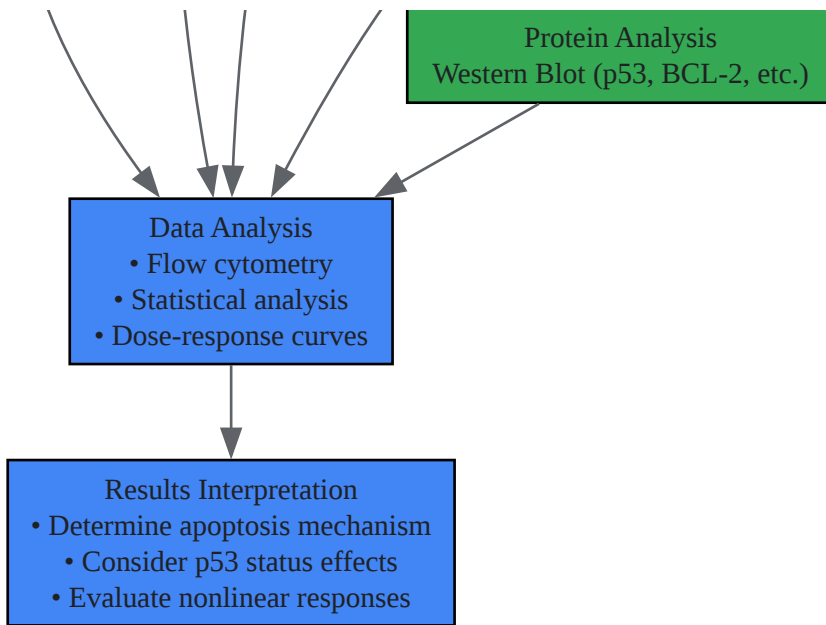 Protein Analysis
Western Blot (p53, BCL-2, etc.)
Data Analysis
• Flow cytometry
• Statistical analysis
• Dose-response curves
Results Interpretation
• Determine apoptosis mechanism
• Consider p53 status effects
• Evaluate nonlinear responses